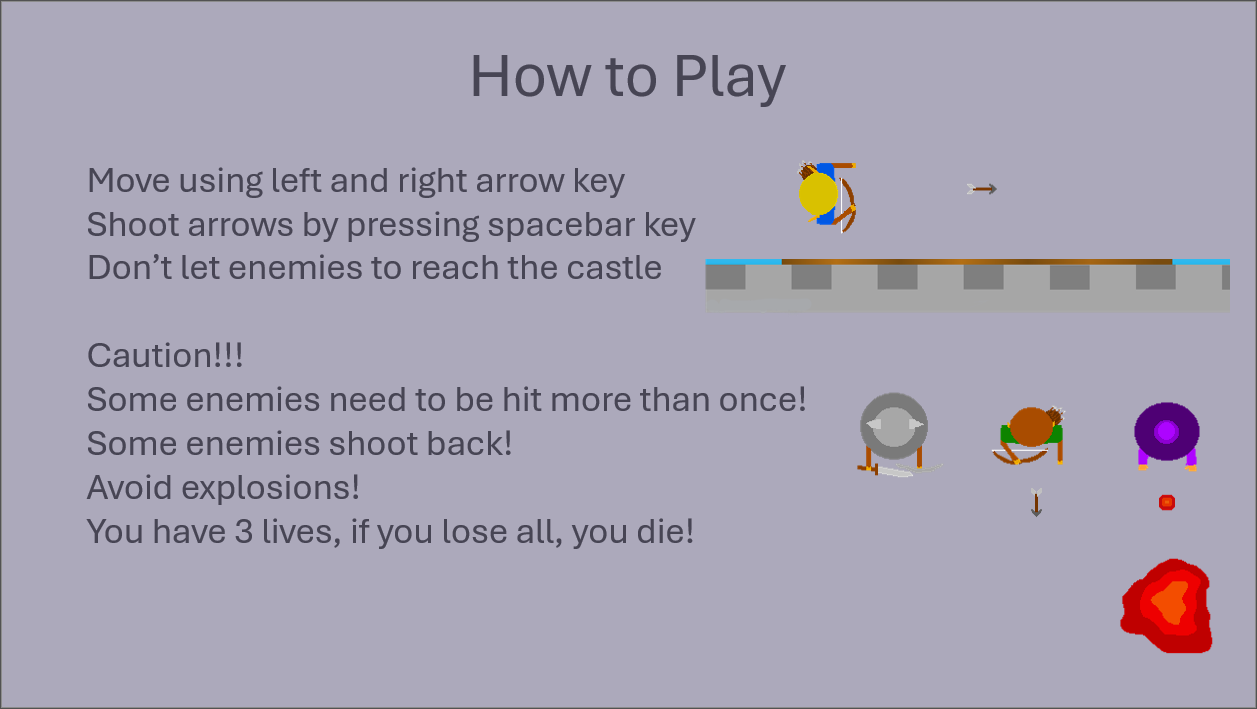 How to Play
Move using left and right arrow key
Shoot arrows by pressing spacebar key
Don’t let enemies to reach the castle
Caution!!!
Some enemies need to be hit more than once!
Some enemies shoot back!
Avoid explosions!
You have 3 lives, if you lose all, you die!